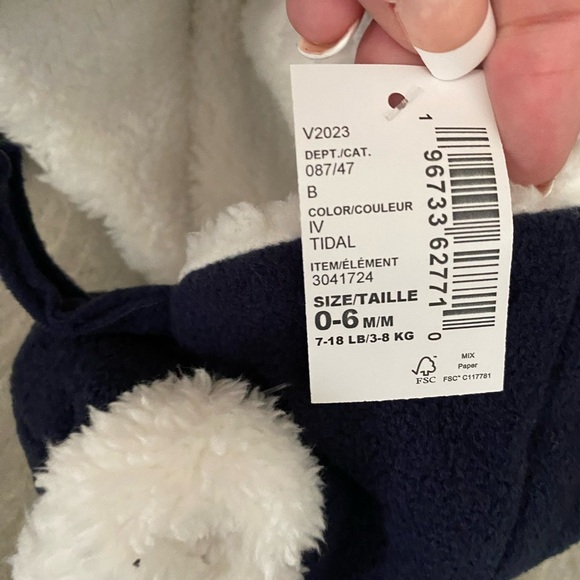 V2023
DEPT./CAT.
087/47
B
COLOR/COULEUR
IV
TIDAL
ITEM/ÉLÉMENT
3041724
SIZE/TAILLE
0-6 M/M
7-18 LB/3-8 KG
1 96733 62771 0
FSC
MIX
Paper
FSC™ C117781